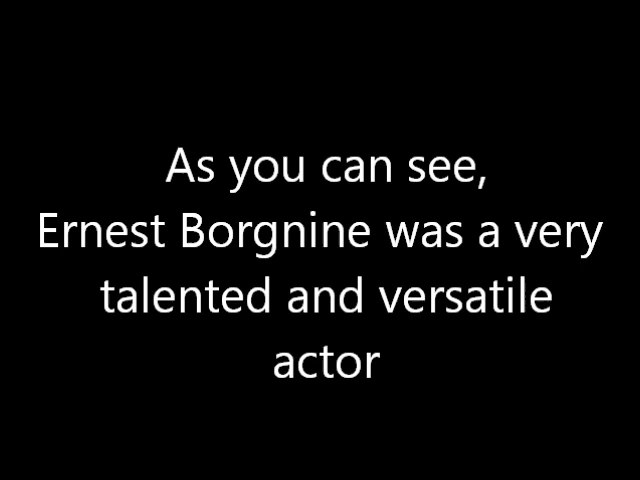 As you can see,
Ernest Borgnine was a very
talented and versatile
actor